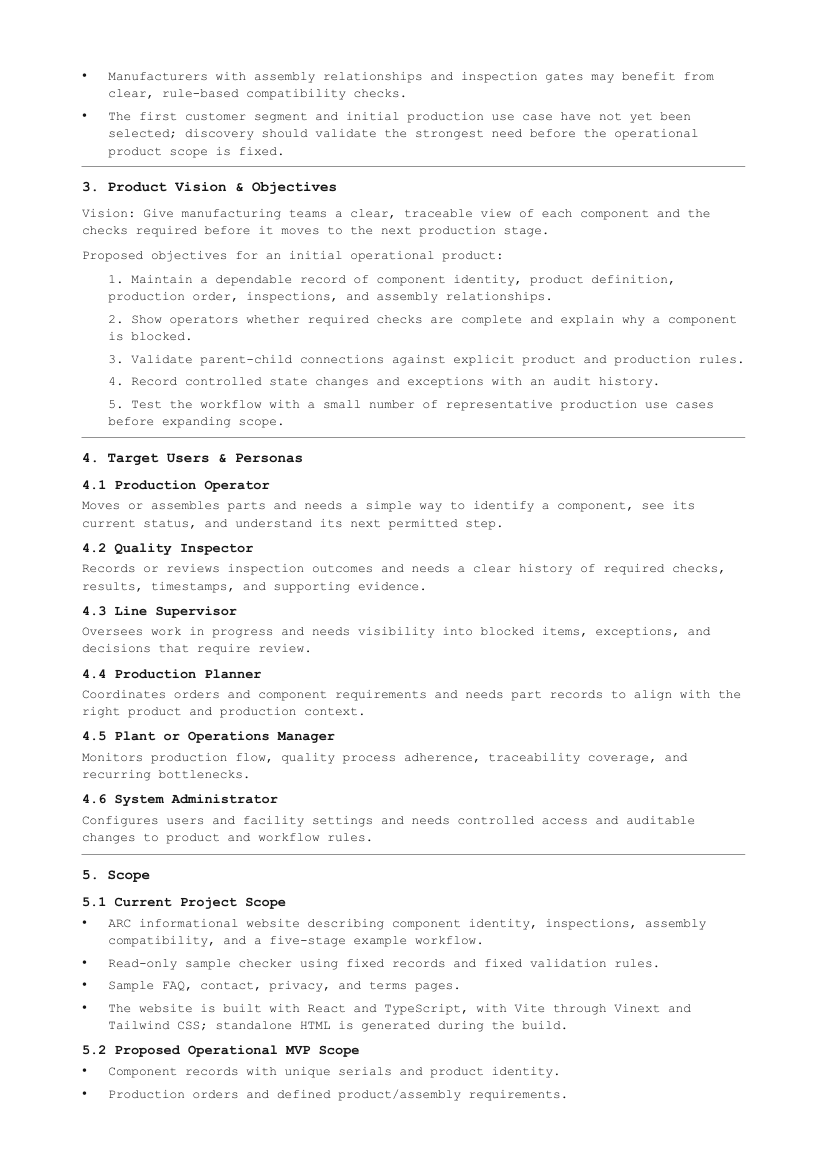 • Manufacturers with assembly relationships and inspection gates may benefit from
clear, rule-based compatibility checks.
• The first customer segment and initial production use case have not yet been
selected; discovery should validate the strongest need before the operational
product scope is fixed.
3. Product Vision & Objectives
Vision: Give manufacturing teams a clear, traceable view of each component and the
checks required before it moves to the next production stage.
Proposed objectives for an initial operational product:
1. Maintain a dependable record of component identity, product definition,
production order, inspections, and assembly relationships.
2. Show operators whether required checks are complete and explain why a component
is blocked.
3. Validate parent-child connections against explicit product and production rules.
4. Record controlled state changes and exceptions with an audit history.
5. Test the workflow with a small number of representative production use cases
before expanding scope.
4. Target Users & Personas
4.1 Production Operator
Moves or assembles parts and needs a simple way to identify a component, see its
current status, and understand its next permitted step.
4.2 Quality Inspector
Records or reviews inspection outcomes and needs a clear history of required checks,
results, timestamps, and supporting evidence.
4.3 Line Supervisor
Oversees work in progress and needs visibility into blocked items, exceptions, and
decisions that require review.
4.4 Production Planner
Coordinates orders and component requirements and needs part records to align with the
right product and production context.
4.5 Plant or Operations Manager
Monitors production flow, quality process adherence, traceability coverage, and
recurring bottlenecks.
4.6 System Administrator
Configures users and facility settings and needs controlled access and auditable
changes to product and workflow rules.
5. Scope
5.1 Current Project Scope
• ARC informational website describing component identity, inspections, assembly
compatibility, and a five-stage example workflow.
• Read-only sample checker using fixed records and fixed validation rules.
• Sample FAQ, contact, privacy, and terms pages.
• The website is built with React and TypeScript, with Vite through Vinext and
Tailwind CSS; standalone HTML is generated during the build.
5.2 Proposed Operational MVP Scope
• Component records with unique serials and product identity.
• Production orders and defined product/assembly requirements.